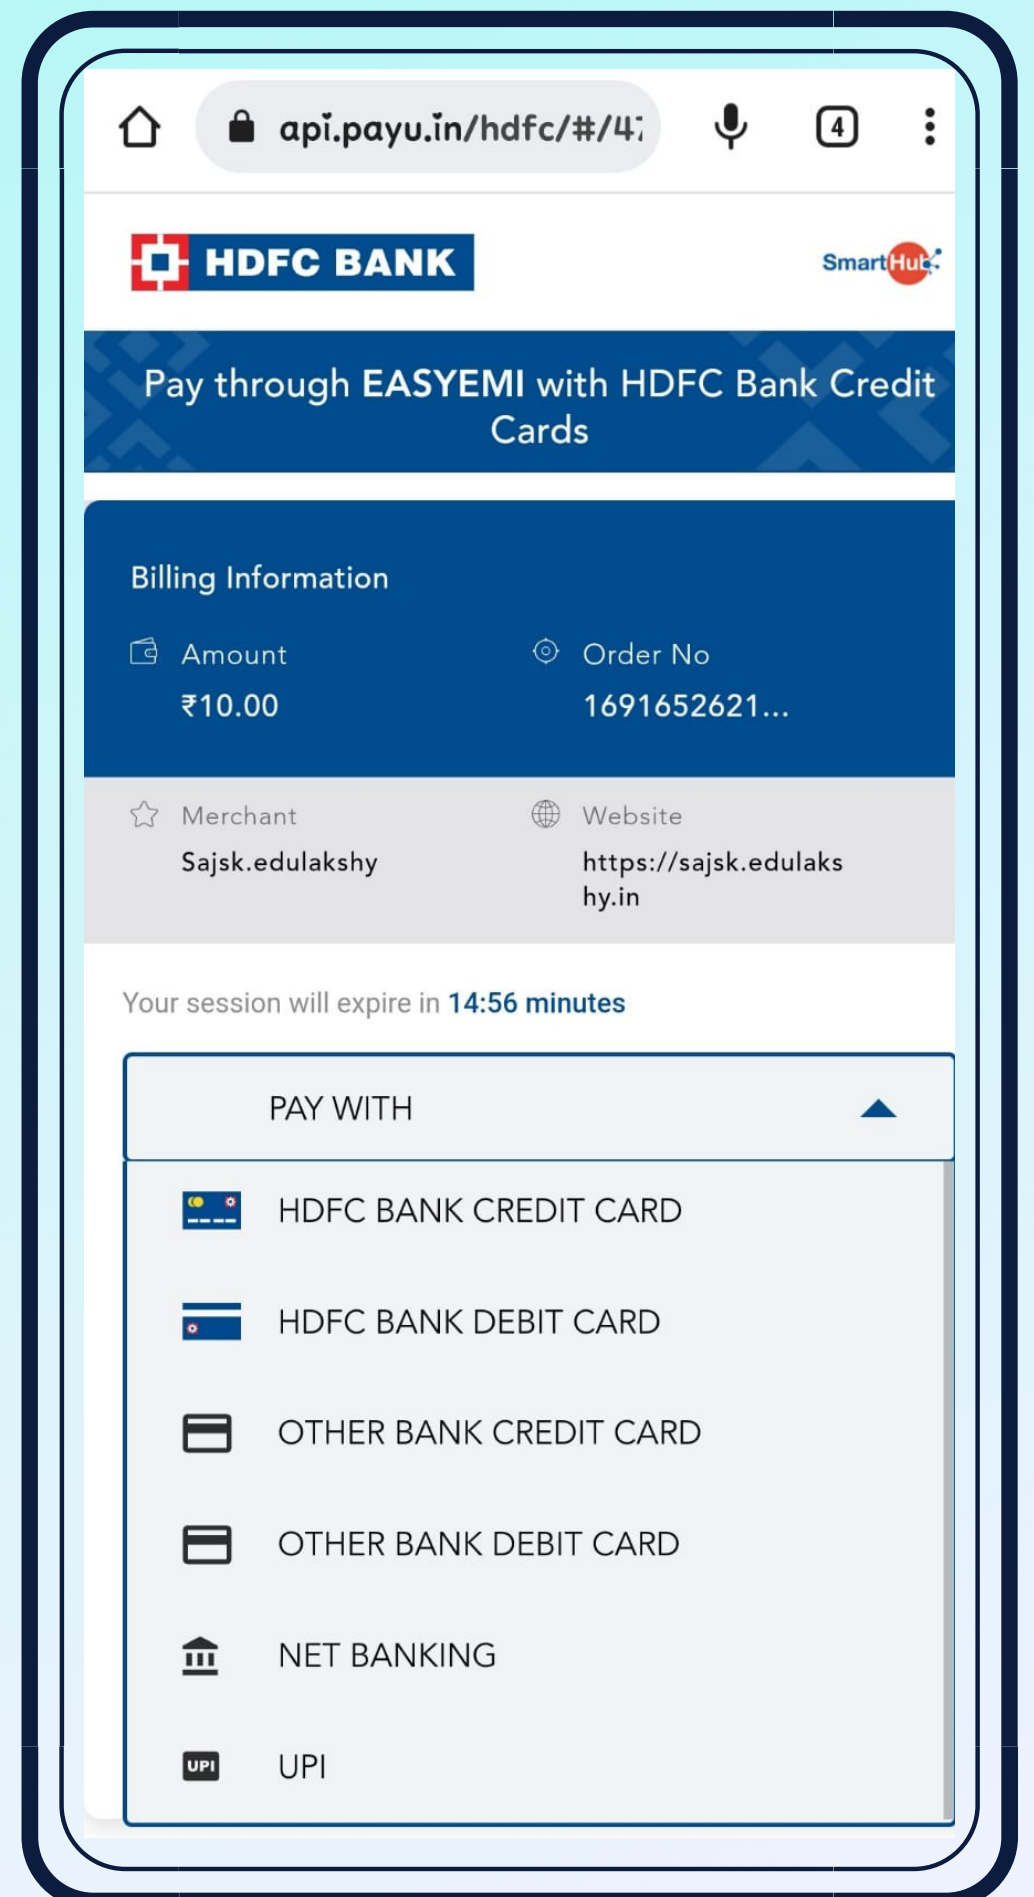 api.payu.in/hdfc/#/47
4
HDFC BANK
SmartHub
Pay through EASYEMI with HDFC Bank Credit
Cards
Billing Information
Amount
Order No
₹10.00
1691652621...
Merchant
Website
Sajsk.edulakshy
https://sajsk.edulaks
hy.in
Your session will expire in 14:56 minutes
PAY WITH
HDFC BANK CREDIT CARD
HDFC BANK DEBIT CARD
OTHER BANK CREDIT CARD
OTHER BANK DEBIT CARD
NET BANKING
UPI UPI